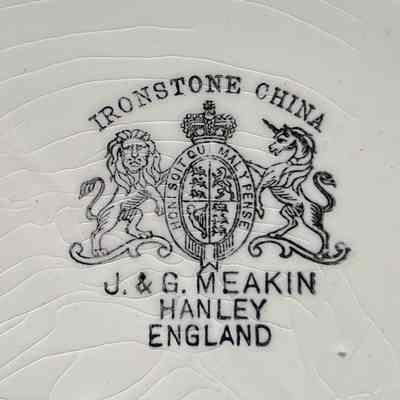 IRONSTONE CHINA
HONI SOIT QUI MAL Y PENSE
J. & G. MEAKIN
HANLEY
ENGLAND